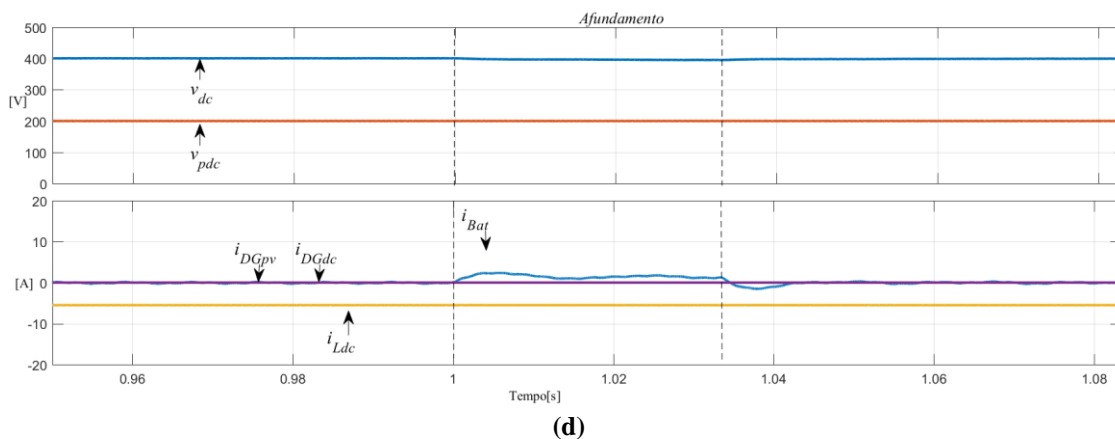 Afundamento
500
400
300
[V]
200
100
0
v_dc
v_pdc
20
10
[A] 0
-10
-20
i_Bat
i_DGpv i_DGdc
i_Ldc
0.96 0.98 1 1.02 1.04 1.06 1.08
Tempo[s]
(d)